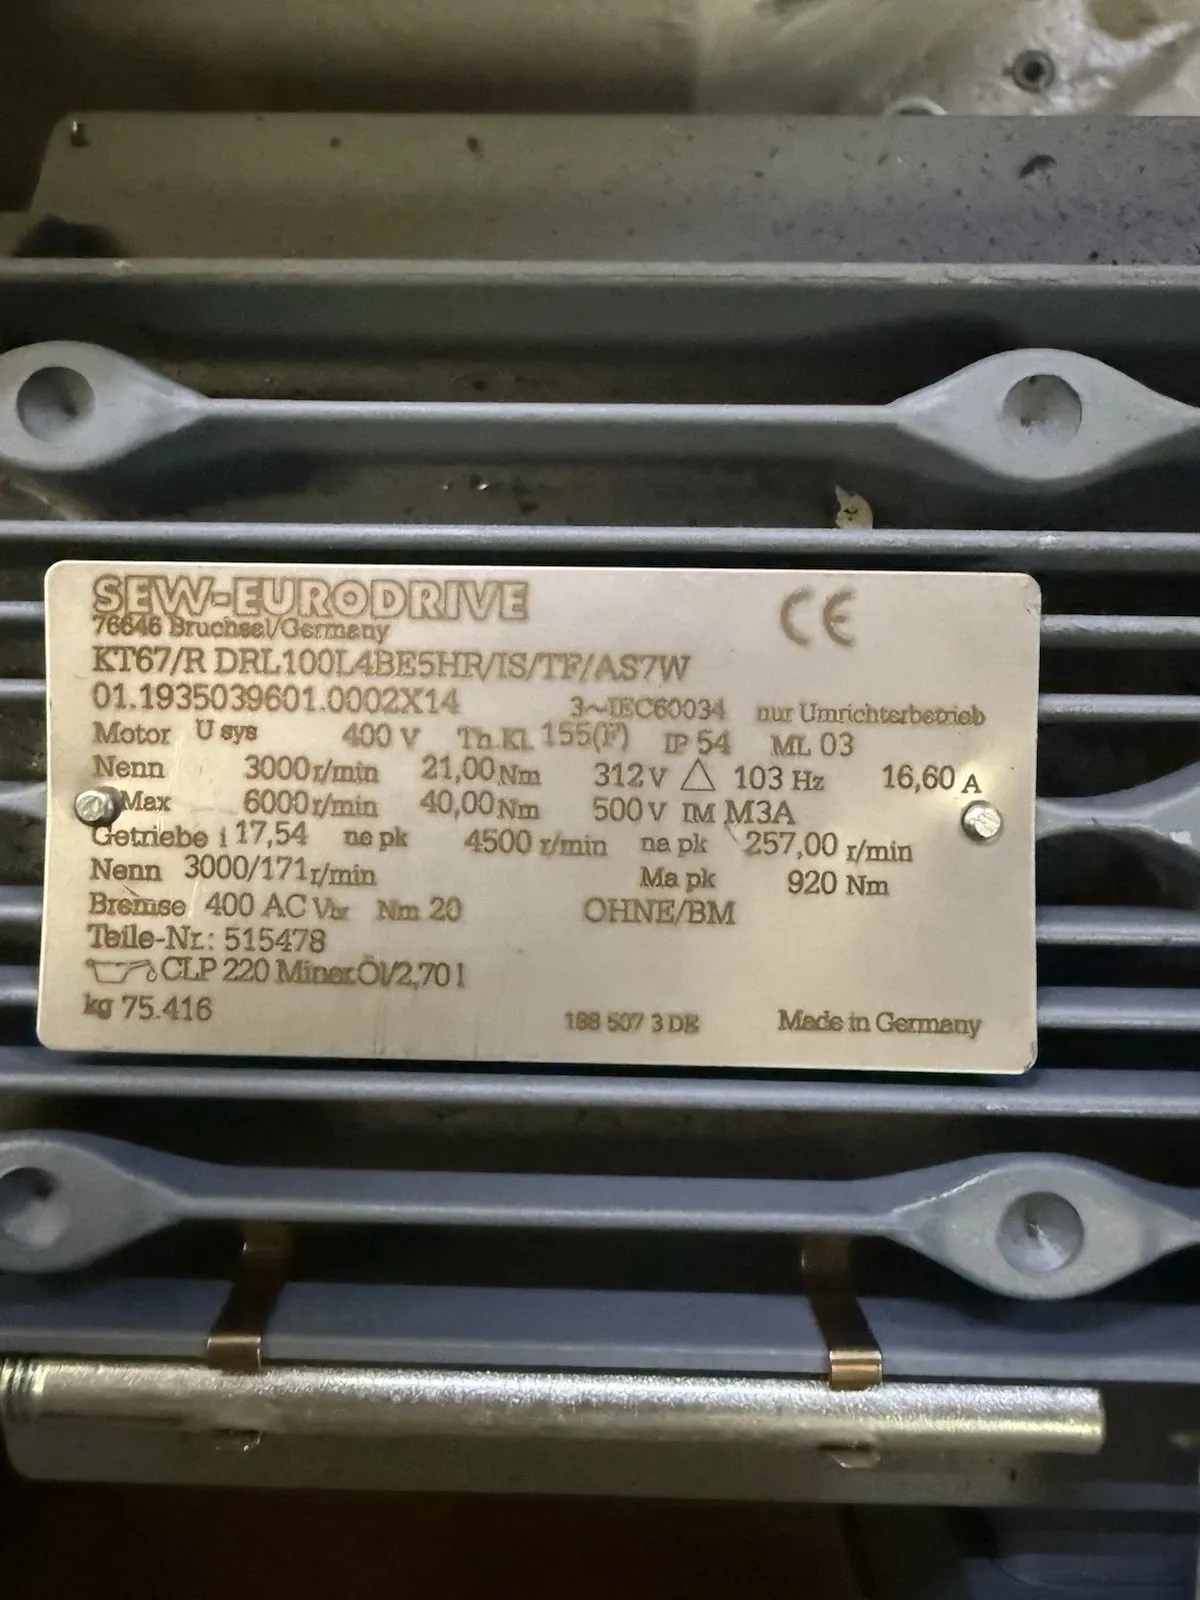 SEW-EURODRIVE
CE
76646 Bruchsal/Germany
KT67/R DRL100L4BE5HR/IS/TF/AS7W
01.1935039601.0002X14 3~IEC60034 nur Umrichterbetrieb
Motor U sys 400 V Th.Kl. 155(F) IP 54 ML 03
Nenn 3000 r/min 21,00 Nm 312 V △ 103 Hz 16,60 A
Max 6000 r/min 40,00 Nm 500 V IM M3A
Getriebe i 17,54 ne pk 4500 r/min na pk 257,00 r/min
Nenn 3000/171 r/min Ma pk 920 Nm
Bremse 400 AC Vbr Nm 20 OHNE/BM
Teile-Nr.: 515478
CLP 220 Miner.Öl/2,70 l
kg 75.416 188 507 3 DE Made in Germany